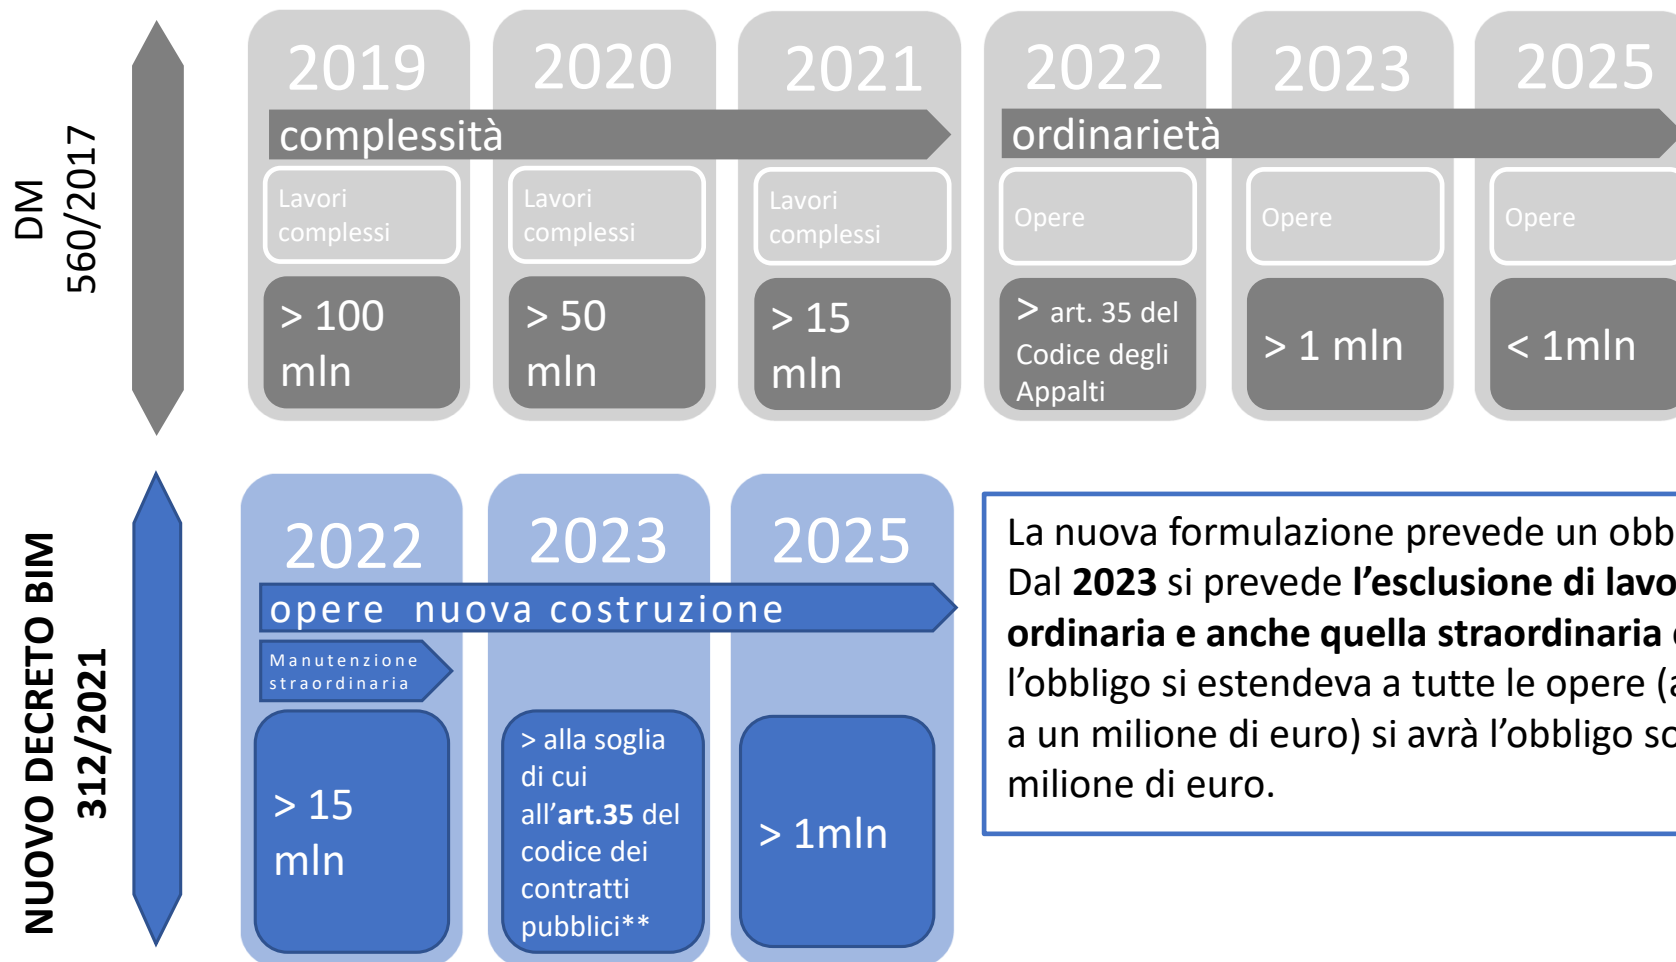 DM
560/2017
2019
2020
2021
2022
2023
2025
complessità
ordinarietà
Lavori
complessi
Lavori
complessi
Lavori
complessi
Opere
Opere
Opere
> 100
mln
> 50
mln
> 15
mln
> art. 35 del
Codice degli
Appalti
> 1 mln
< 1mln
NUOVO DECRETO BIM
312/2021
2022
2023
2025
opere nuova costruzione
Manutenzione
straordinaria
> 15
mln
> alla soglia
di cui
all’art.35 del
codice dei
contratti
pubblici**
> 1mln
La nuova formulazione prevede un
Dal 2023 si prevede l’esclusione di
ordinaria e anche quella straordinaria
l’obbligo si estendeva a tutte le opere
a un milione di euro) si avrà l’obbligo
milione di euro.